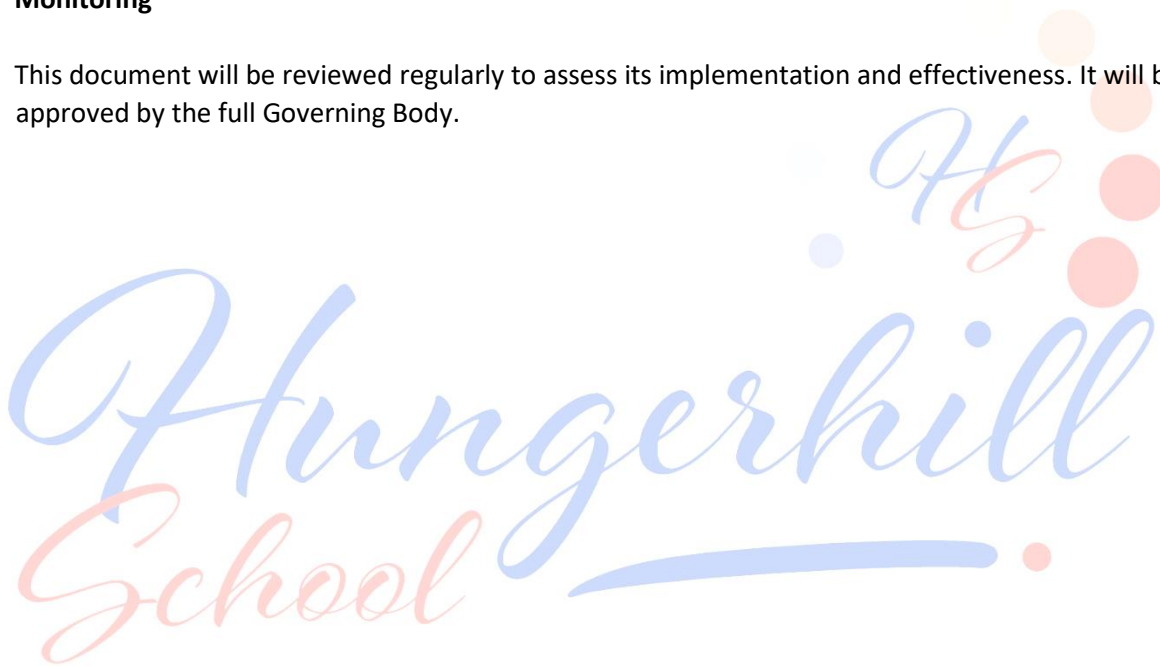 Monitoring
This document will be reviewed regularly to assess its implementation and effectiveness. It will b
approved by the full Governing Body.
HS
Hungerhill
School